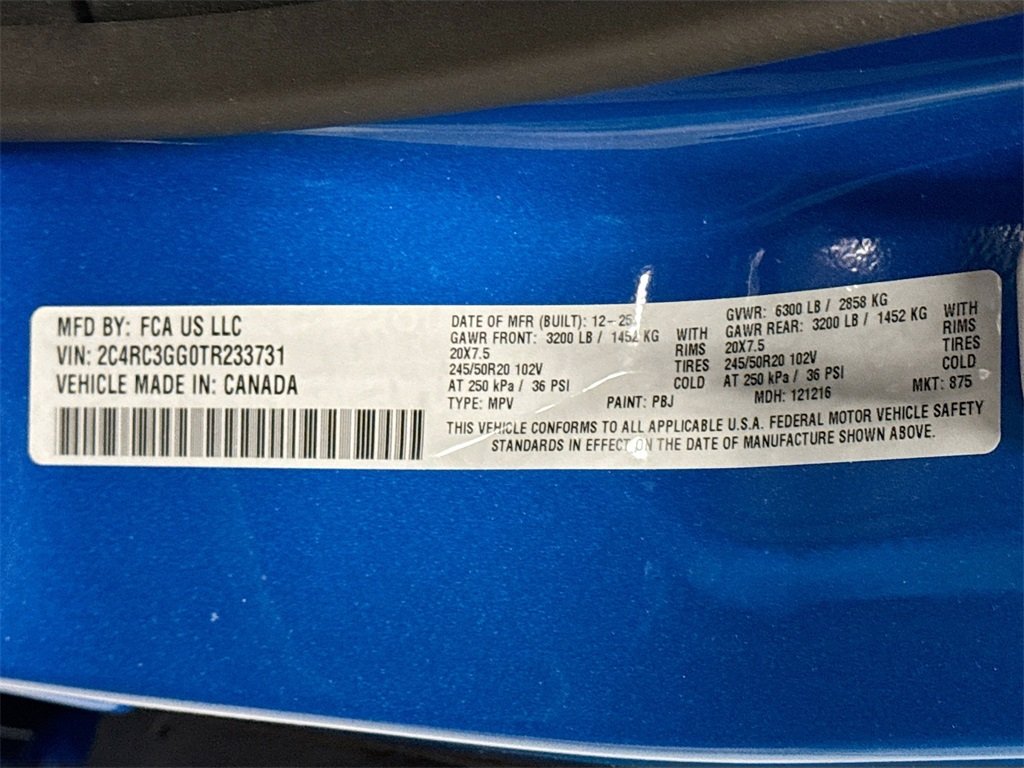 MFD BY: FCA US LLC
VIN: 2C4RC3GG0TR233731
VEHICLE MADE IN: CANADA
DATE OF MFR (BUILT): 12-25
GAWR FRONT: 3200 LB / 1452 KG WITH
20X7.5 RIMS
245/50R20 102V TIRES
AT 250 kPa / 36 PSI COLD
TYPE: MPV PAINT: PBJ
GVWR: 6300 LB / 2858 KG
GAWR REAR: 3200 LB / 1452 KG WITH
20X7.5 RIMS
245/50R20 102V TIRES
AT 250 kPa / 36 PSI COLD
MDH: 121216 MKT: 875
THIS VEHICLE CONFORMS TO ALL APPLICABLE U.S.A. FEDERAL MOTOR VEHICLE SAFETY
STANDARDS IN EFFECT ON THE DATE OF MANUFACTURE SHOWN ABOVE.